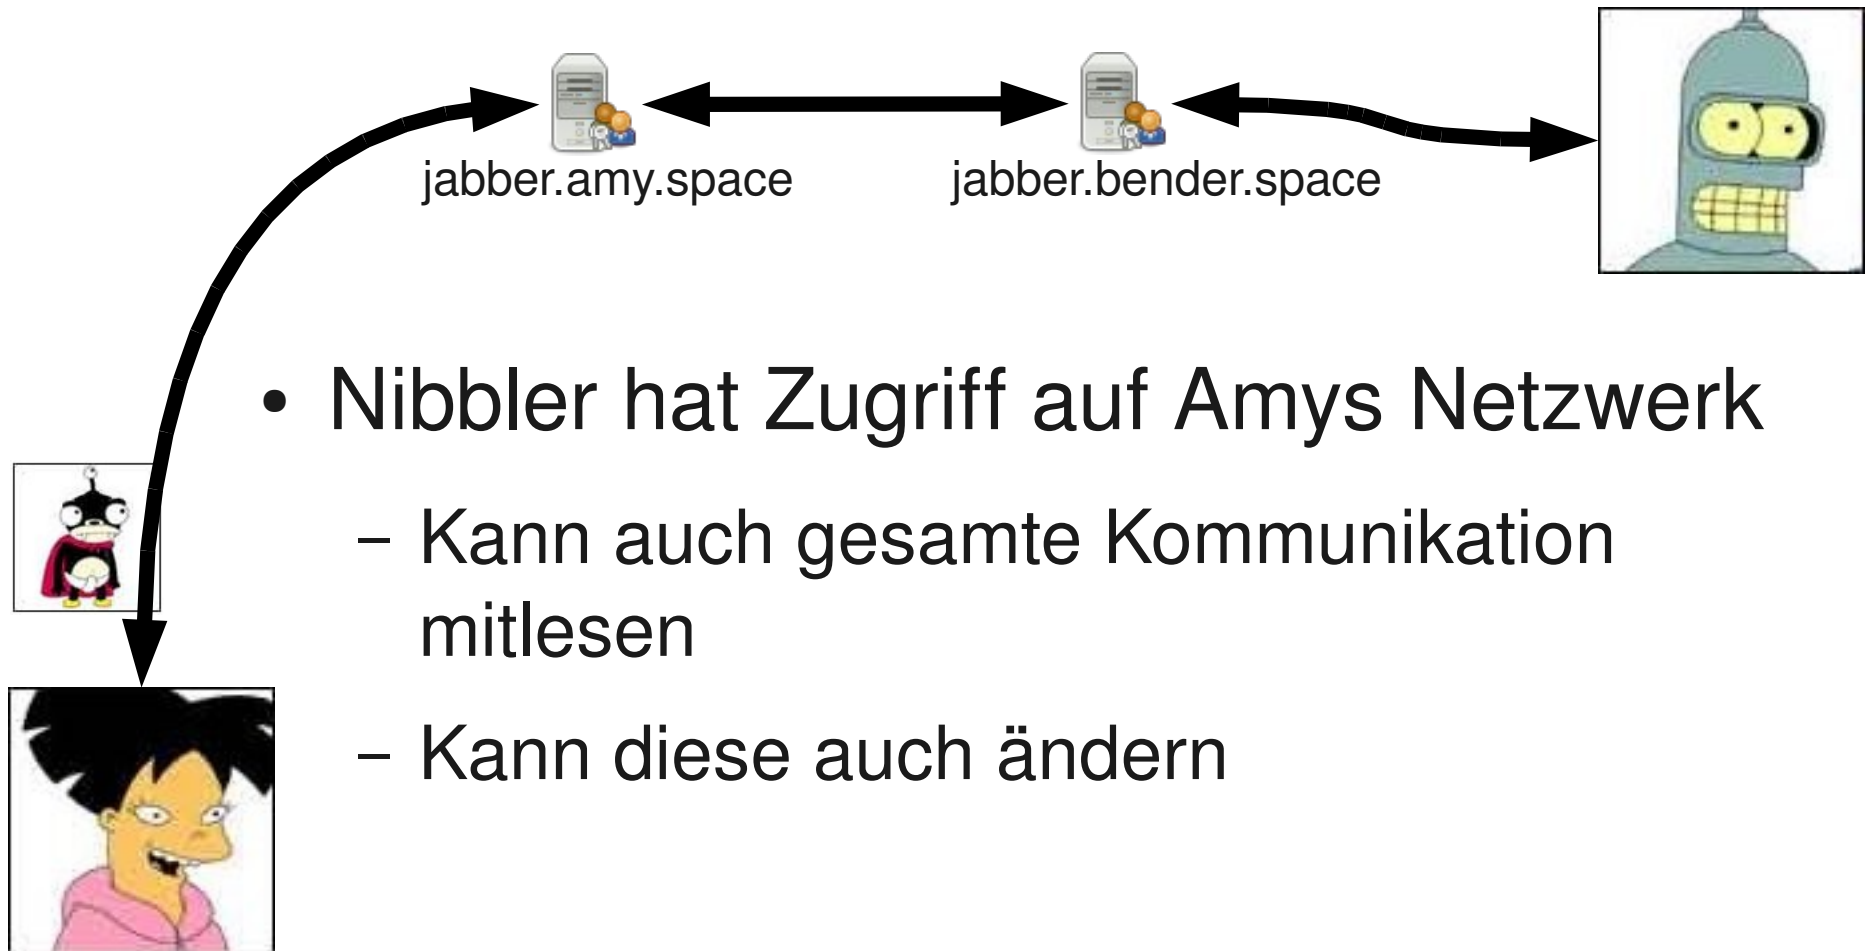 jabber.amy.space
jabber.bender.space
• Nibbler hat Zugriff auf Amys Netzwerk
– Kann auch gesamte Kommunikation
mitlesen
– Kann diese auch ändern